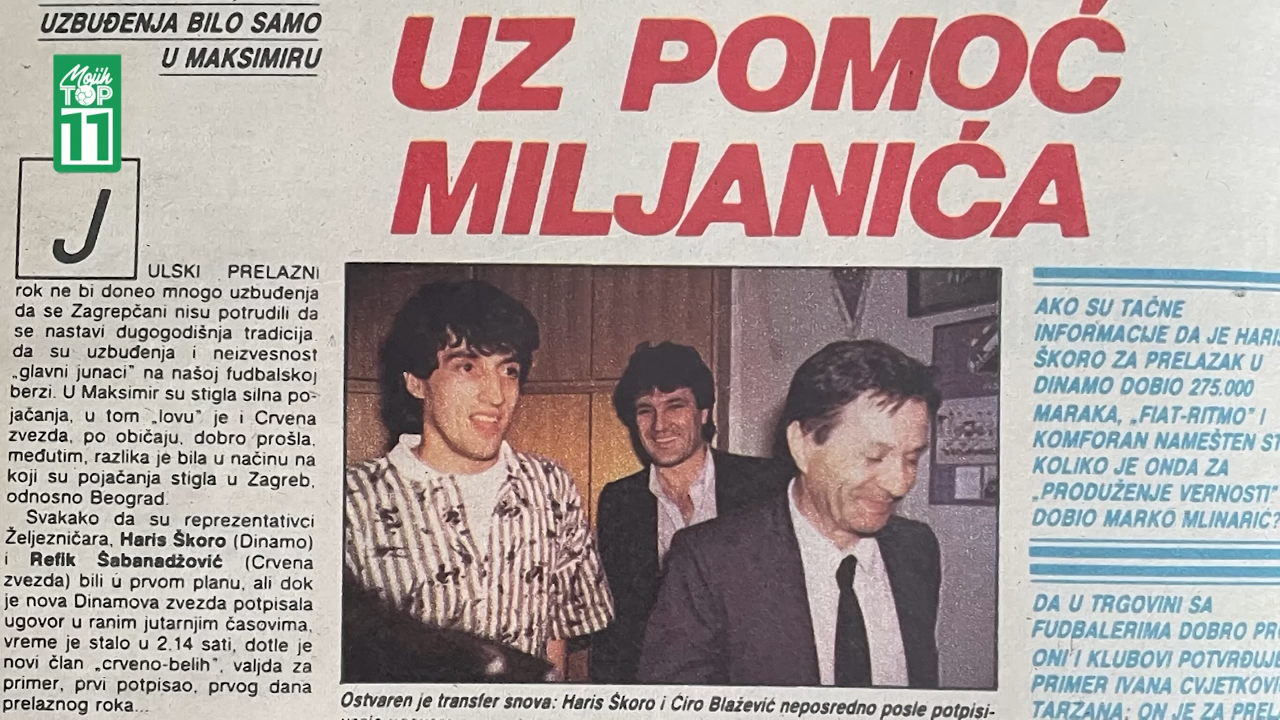 UZBUĐENJA BILO SAMO
U MAKSIMIRU
Mojih
TOP
11
UZ POMOĆ
MILJANIĆA
J
ULSKI PRELAZNI
rok ne bi doneo mnogo uzbuđenja
da se Zagrepčani nisu potrudili da
se nastavi dugogodišnja tradicija
da su uzbuđenja i neizvesnost
„glavni junaci” na našoj fudbalskoj
berzi. U Maksimir su stigla silna po-
jačanja, u tom „lovu” je i Crvena
zvezda, po običaju, dobro prošla,
međutim, razlika je bila u načinu na
koji su pojačanja stigla u Zagreb,
odnosno Beograd.
Svakako da su reprezentativci
Željezničara, Haris Škoro (Dinamo)
i Refik Šabanadžović (Crvena
zvezda) bili u prvom planu, ali dok
je nova Dinamova zvezda potpisala
ugovor u ranim jutarnjim časovima,
vreme je stalo u 2.14 sati, dotle je
novi član „crveno-belih”, valjda za
primer, prvi potpisao, prvog dana
prelaznog roka...
Ostvaren je transfer snova: Haris Škoro i Ćiro Blažević neposredno posle potpisi-
AKO SU TAČNE
INFORMACIJE DA JE HARIS
ŠKORO ZA PRELAZAK U
DINAMO DOBIO 275.000
MARAKA, „FIAT-RITMO” I
KOMFORAN NAMEŠTEN ST
KOLIKO JE ONDA ZA
„PRODUŽENJE VERNOSTI”
DOBIO MARKO MLINARIĆ?
DA U TRGOVINI SA
FUDBALERIMA DOBRO PR
ONI I KLUBOVI POTVRĐUJE
PRIMER IVANA CVJETKOVI
TARZANA: ON JE ZA PREL